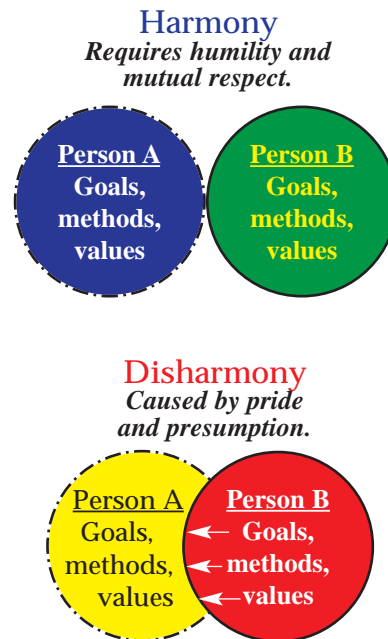 Harmony
Requires humility and
mutual respect.
Person A
Goals,
methods,
values
Person B
Goals,
methods,
values
Disharmony
Caused by pride
and presumption.
Person A
Goals,
methods,
values
Person B
Goals,
methods,
values